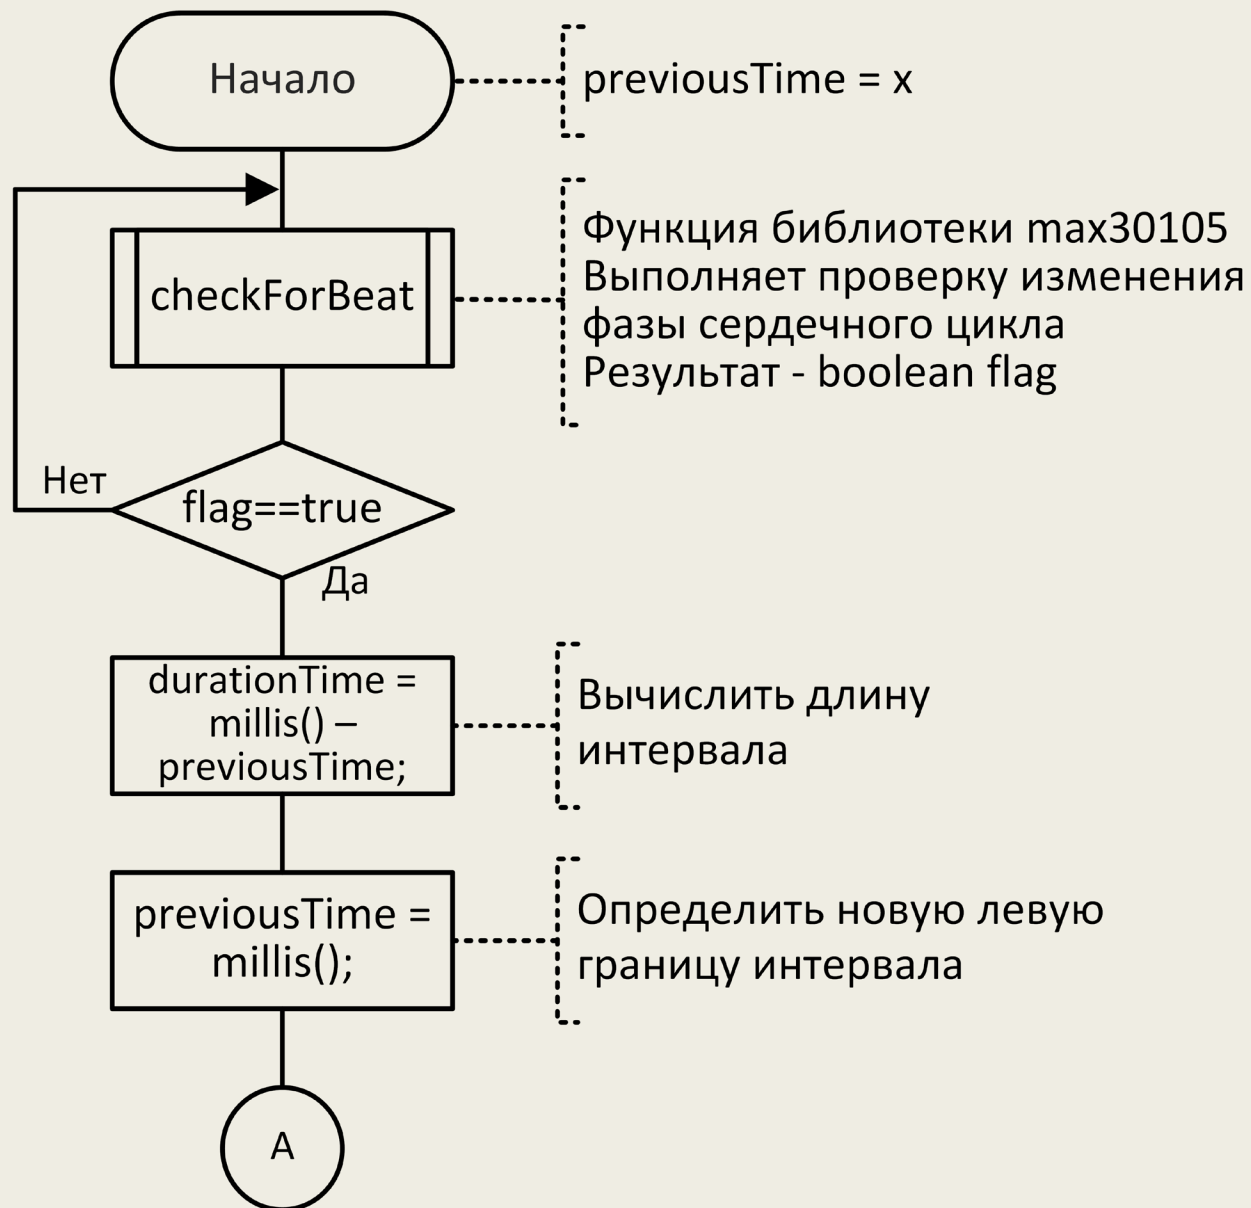 Начало
previousTime = x
checkForBeat
Функция библиотеки max30105
Выполняет проверку изменения
фазы сердечного цикла
Результат - boolean flag
Нет
flag==true
Да
durationTime =
millis() –
previousTime;
Вычислить длину
интервала
previousTime =
millis();
Определить новую левую
границу интервала
А